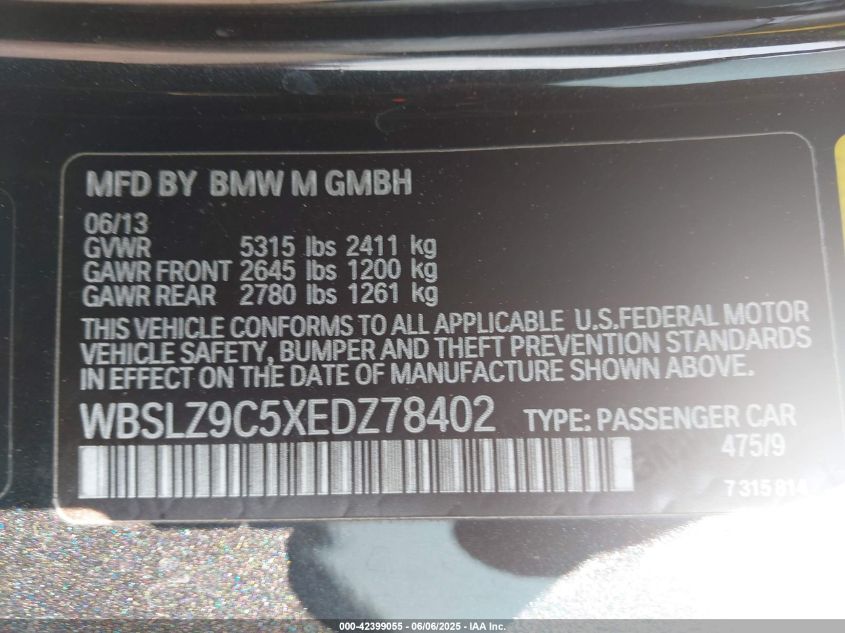 MFD BY BMW M GMBH
06/13
GVWR 5315 lbs 2411 kg
GAWR FRONT 2645 lbs 1200 kg
GAWR REAR 2780 lbs 1261 kg
THIS VEHICLE CONFORMS TO ALL APPLICABLE U.S.FEDERAL MOTOR
VEHICLE SAFETY, BUMPER AND THEFT PREVENTION STANDARDS
IN EFFECT ON THE DATE OF MANUFACTURE SHOWN ABOVE.
WBSLZ9C5XEDZ78402 TYPE: PASSENGER CAR
475/9
7 315 814
000-42399055 - 06/06/2025 - IAA Inc.